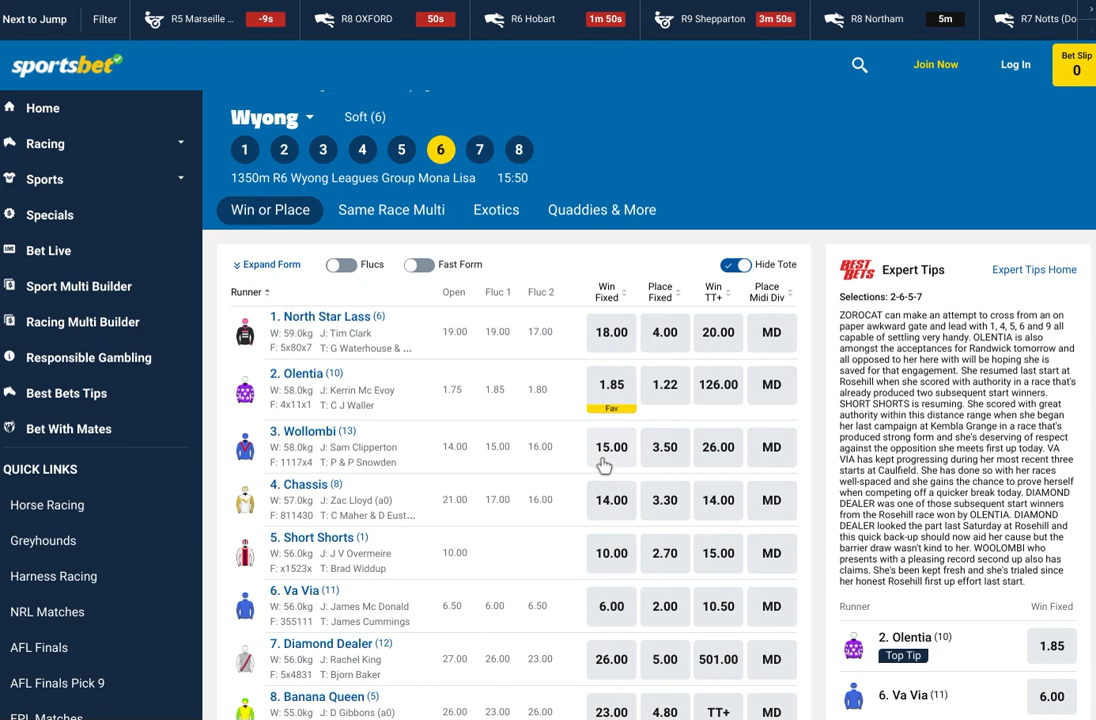 Next to Jump
Filter
R5 Marseille ...
-9s
R8 OXFORD
50s
R6 Hobart
1m 50s
R9 Shepparton
3m 50s
R8 Northam
5m
R7 Notts (Do
sportsbet
Join Now
Log In
Bet Slip
0
Home
Racing
Sports
Specials
Bet Live
Sport Multi Builder
Racing Multi Builder
Responsible Gambling
Best Bets Tips
Bet With Mates
QUICK LINKS
Horse Racing
Greyhounds
Harness Racing
NRL Matches
AFL Finals
AFL Finals Pick 9
EPL Matches
Wyong
Soft (6)
1 2 3 4 5 6 7 8
1350m R6 Wyong Leagues Group Mona Lisa 15:50
Win or Place
Same Race Multi
Exotics
Quaddies & More
Expand Form
Flucs
Fast Form
Hide Tote
Runner Open Fluc 1 Fluc 2 Win Fixed Place Fixed Win TT+ Place Midi Div
1. North Star Lass (6)
W: 59.0kg J: Tim Clark
F: 5x80x7 T: G Waterhouse & ...
19.00 19.00 17.00 18.00 4.00 20.00 MD
2. Olentia (10)
W: 58.0kg J: Kerrin Mc Evoy
F: 4x11x1 T: C J Waller
1.75 1.85 1.80 1.85 1.22 126.00 MD
Fav
3. Wollombi (13)
W: 58.0kg J: Sam Clipperton
F: 1117x4 T: P & P Snowden
14.00 15.00 16.00 15.00 3.50 26.00 MD
4. Chassis (8)
W: 57.0kg J: Zac Lloyd (a0)
F: 811430 T: C Maher & D Eust...
21.00 17.00 16.00 14.00 3.30 14.00 MD
5. Short Shorts (1)
W: 56.0kg J: J V Overmeire
F: x1523x T: Brad Widdup
10.00 10.00 2.70 15.00 MD
6. Va Via (11)
W: 56.0kg J: James Mc Donald
F: 355111 T: James Cummings
6.50 6.00 6.50 6.00 2.00 10.50 MD
7. Diamond Dealer (12)
W: 56.0kg J: Rachel King
F: 5x4831 T: Bjorn Baker
27.00 26.00 23.00 26.00 5.00 501.00 MD
8. Banana Queen (5)
W: 55.0kg J: D Gibbons (a0)
26.00 23.00 26.00 23.00 4.80 TT+ MD
BEST BETS
Expert Tips
Expert Tips Home
Selections: 2-6-5-7
ZOROCAT can make an attempt to cross from an on
paper awkward gate and lead with 1, 4, 5, 6 and 9 all
capable of settling very handy. OLENTIA is also
amongst the acceptances for Randwick tomorrow and
all opposed to her here with will be hoping she is
saved for that engagement. She resumed last start at
Rosehill when she scored with authority in a race that's
already produced two subsequent start winners.
SHORT SHORTS is resuming. She scored with great
authority within this distance range when she began
her last campaign at Kembla Grange in a race that's
produced strong form and she's deserving of respect
against the opposition she meets first up today. VA
VIA has kept progressing during her most recent three
starts at Caulfield. She has done so with her races
well-spaced and she gains the chance to prove herself
when competing off a quicker break today. DIAMOND
DEALER was one of those subsequent start winners
from the Rosehill race won by OLENTIA. DIAMOND
DEALER looked the part last Saturday at Rosehill and
this quick back-up should now aid her cause but the
barrier draw wasn't kind to her. WOOLOMBI who
presents with a pleasing record second up also has
claims. She's been kept fresh and she's trialed since
her honest Rosehill first up effort last start.
Runner Win Fixed
2. Olentia (10)
Top Tip
1.85
6. Va Via (11)
6.00